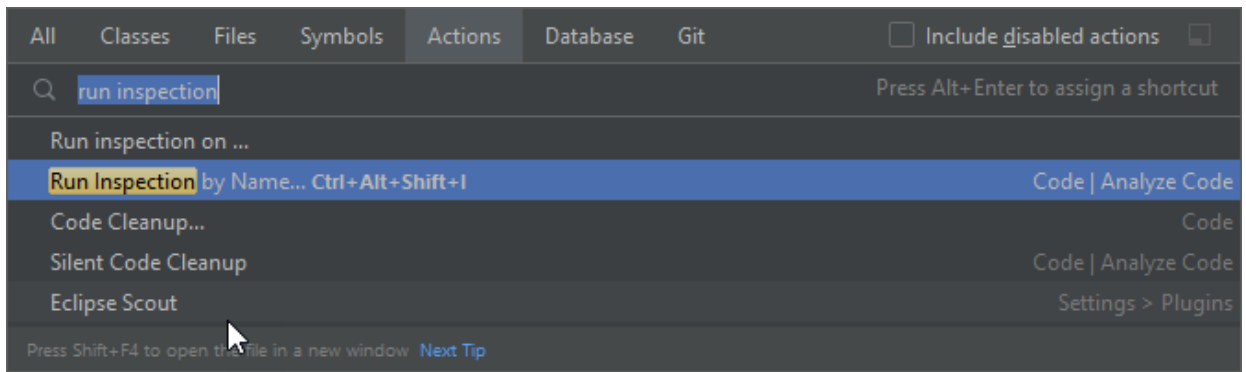 All Classes Files Symbols Actions Database Git Include disabled actions
run inspection Press Alt+Enter to assign a shortcut
Run inspection on ...
Run Inspection by Name... Ctrl+Alt+Shift+I Code | Analyze Code
Code Cleanup... Code
Silent Code Cleanup Code | Analyze Code
Eclipse Scout Settings > Plugins
Press Shift+F4 to open the file in a new window Next Tip